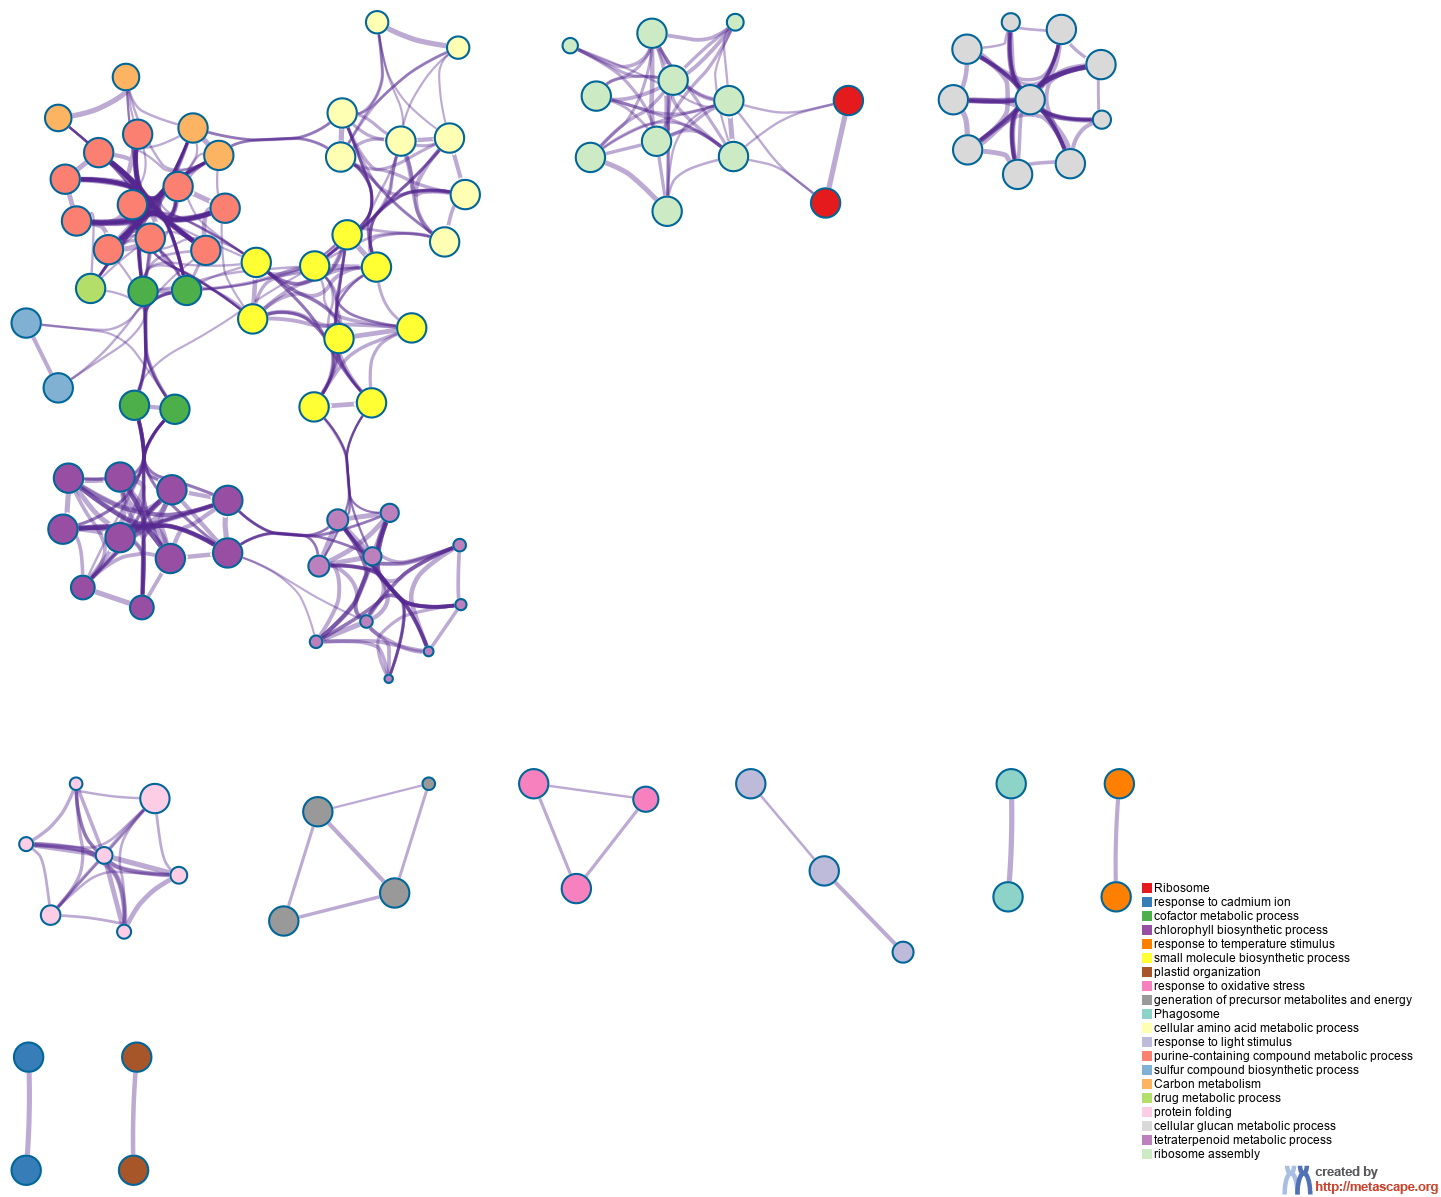 Ribosome
response to cadmium ion
cofactor metabolic process
chlorophyll biosynthetic process
response to temperature stimulus
small molecule biosynthetic process
plastid organization
response to oxidative stress
generation of precursor metabolites and energy
Phagosome
cellular amino acid metabolic process
response to light stimulus
purine-containing compound metabolic process
sulfur compound biosynthetic process
Carbon metabolism
drug metabolic process
protein folding
cellular glucan metabolic process
tetraterpenoid metabolic process
ribosome assembly
created by
http://metascape.org